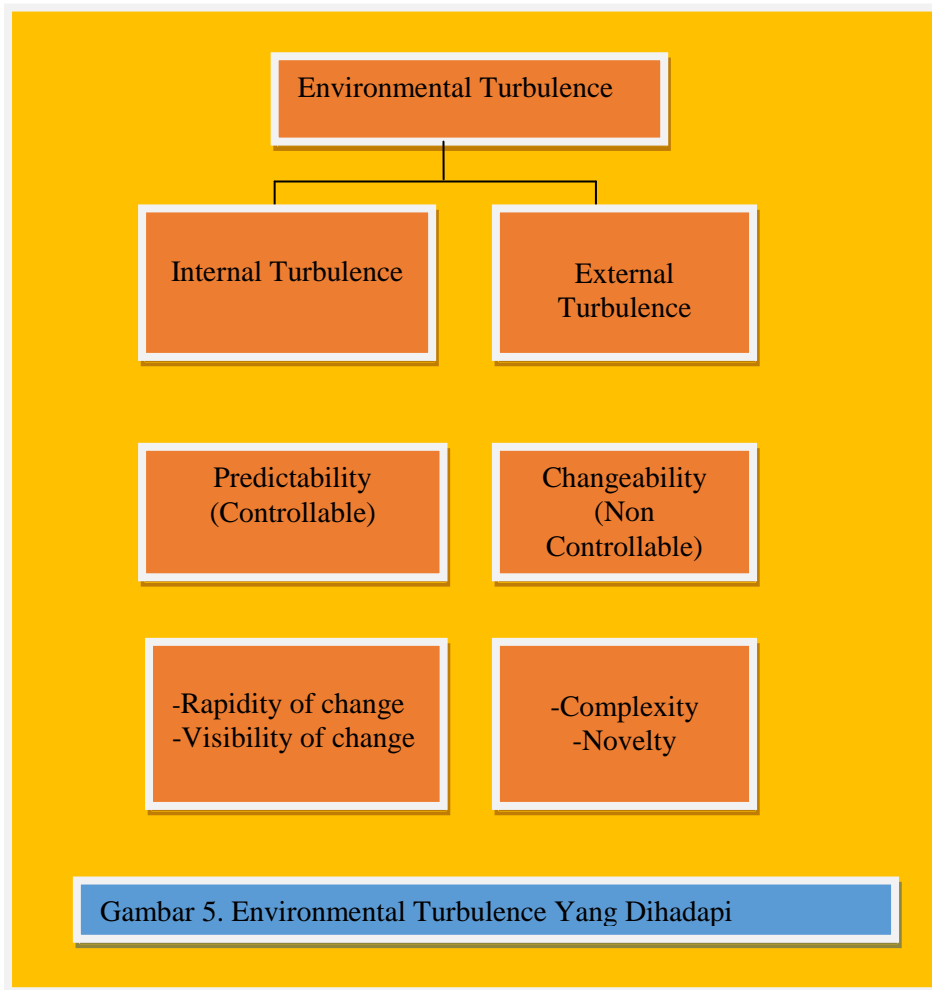 Environmental Turbulence
Internal Turbulence
External
Turbulence
Predictability
(Controllable)
Changeability
(Non
Controllable)
-Rapidity of change
-Visibility of change
-Complexity
-Novelty
Gambar 5. Environmental Turbulence Yang Dihadapi